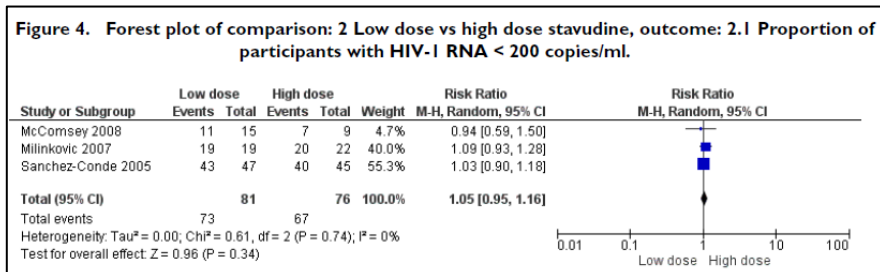 Figure 4. Forest plot of comparison: 2 Low dose vs high dose stavudine, outcome: 2.1 Proportion of
participants with HIV-1 RNA < 200 copies/ml.
Low dose High dose Risk Ratio Risk Ratio
Study or Subgroup Events Total Events Total Weight M-H, Random, 95% CI M-H, Random, 95% CI
McComsey 2008 11 15 7 9 4.7% 0.94 [0.59, 1.50]
Milinkovic 2007 19 19 20 22 40.0% 1.09 [0.93, 1.28]
Sanchez-Conde 2005 43 47 40 45 55.3% 1.03 [0.90, 1.18]
Total (95% CI) 81 76 100.0% 1.05 [0.95, 1.16]
Total events 73 67
Heterogeneity: Tau² = 0.00; Chi² = 0.61, df = 2 (P = 0.74); I² = 0%
Test for overall effect: Z = 0.96 (P = 0.34)
0.01 0.1 1 10 100
Low dose High dose